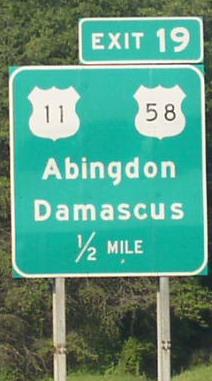 EXIT 19
11 58
Abingdon
Damascus
1/2 MILE